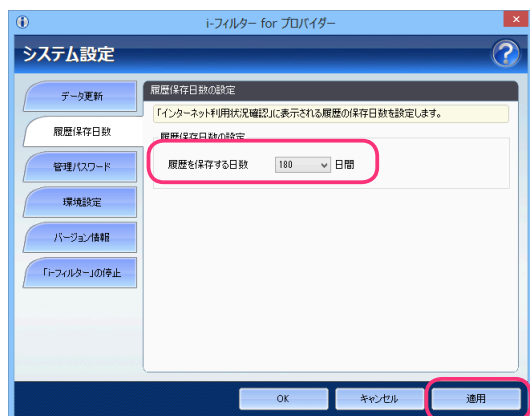 i-フィルター for プロバイダー
システム設定
?
データ更新
履歴保存日数
管理パスワード
環境設定
バージョン情報
「i-フィルター」の停止
履歴保存日数の設定
「インターネット利用状況確認」に表示される履歴の保存日数を設定します。
履歴保存日数の設定
履歴を保存する日数 180 日間
OK キャンセル 適用